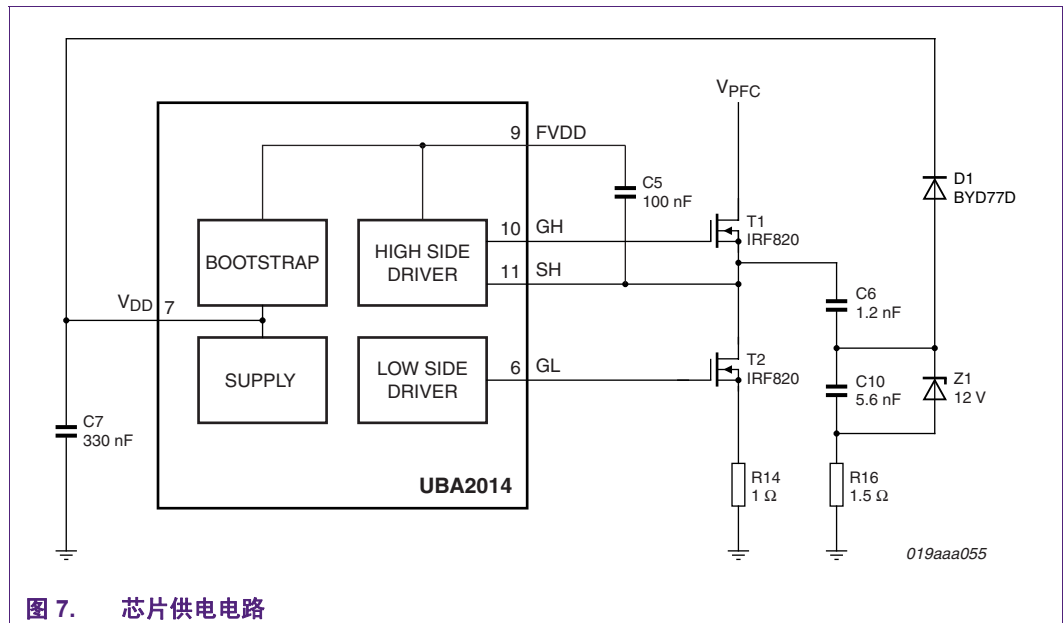 V_PFC
9 FVDD
C5
100 nF
D1
BYD77D
10 GH
T1
IRF820
BOOTSTRAP
HIGH SIDE
DRIVER
11 SH
V_DD 7
C6
1.2 nF
SUPPLY
LOW SIDE
DRIVER
6 GL
T2
IRF820
C10
5.6 nF
Z1
12 V
C7
330 nF
UBA2014
R14
1 Ω
R16
1.5 Ω
019aaa055
图 7. 芯片供电电路